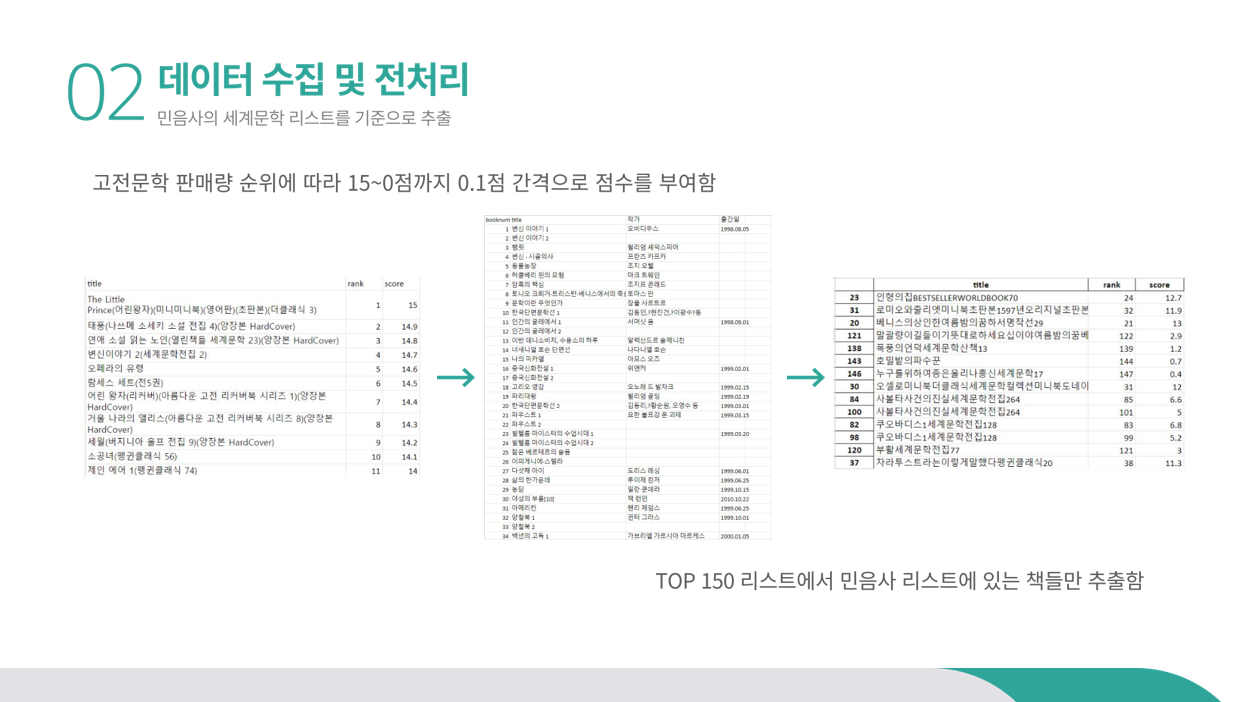 02 데이터 수집 및 전처리
민음사의 세계문학 리스트를 기준으로 추출
고전문학 판매량 순위에 따라 15~0점까지 0.1점 간격으로 점수를 부여함
title rank score
The Little
Prince(어린왕자)(미니미니북)(영어판)(초판본)(더클래식 3) 1 15
태풍(나쓰메 소세키 소설 전집 4)(양장본 HardCover) 2 14.9
연애 소설 읽는 노인(열린책들 세계문학 23)(양장본 HardCover) 3 14.8
변신이야기 2(세계문학전집 2) 4 14.7
오페라의 유령 5 14.6
람세스 세트(전5권) 6 14.5
어린 왕자(리커버)(아름다운 고전 리커버북 시리즈 1)(양장본
HardCover) 7 14.4
거울 나라의 앨리스(아름다운 고전 리커버북 시리즈 8)(양장본
HardCover) 8 14.3
세월(버지니아 울프 전집 9)(양장본 HardCover) 9 14.2
소공녀(펭귄클래식 56) 10 14.1
제인 에어 1(펭귄클래식 74) 11 14
booknum title 작가 출간일
1 변신 이야기 1 오비디우스 1998.08.05
2 변신 이야기 2
3 햄릿 윌리엄 셰익스피어
4 변신·시골의사 프란츠 카프카
5 동물농장 조지 오웰
6 허클베리 핀의 모험 마크 트웨인
7 암흑의 핵심 조지프 콘래드
8 토니오 크뢰거·트리스탄·베니스에서의 죽 토마스 만
9 문학이란 무엇인가 장폴 사르트르
10 한국단편문학선 1 김동인,?현진건,?이광수?등
11 인간의 굴레에서 1 서머싯 몸 1998.09.01
12 인간의 굴레에서 2
13 이반 데니소비치, 수용소의 하루 알렉산드르 솔제니친
14 너새니얼 호손 단편선 나다니엘 호손
15 나의 미카엘 아모스 오즈
16 중국신화전설 1 위앤커 1999.02.01
17 중국신화전설 2
18 고리오 영감 오노레 드 발자크 1999.02.15
19 파리대왕 윌리엄 골딩 1999.02.19
20 한국단편문학선 2 김동리,?황순원, 오영수 등 1999.03.01
21 파우스트 1 요한 볼프강 폰 괴테 1999.03.15
22 파우스트 2
23 빌헬름 마이스터의 수업시대 1 1999.03.20
24 빌헬름 마이스터의 수업시대 2
25 젊은 베르테르의 슬픔
26 이피게니에·스텔라
27 다섯째 아이 도리스 레싱 1999.06.01
28 삶의 한가운데 루이제 린저 1999.06.25
29 농담 밀란 쿤데라 1999.10.15
30 야성의 부름[10] 잭 런던 2010.10.22
31 아메리칸 헨리 제임스 1999.06.25
32 양철북 1 귄터 그라스 1999.10.01
33 양철북 2
34 백년의 고독 1 가브리엘 가르시아 마르케스 2000.01.05
title rank score
23 인형의집BESTSELLERWORLDBOOK70 24 12.7
31 로미오와줄리엣미니북초판본1597년오리지널초판본 32 11.9
20 베니스의상인한여름밤의꿈하서명작선29 21 13
121 말괄량이길들이기뜻대로하세요십이야여름밤의꿈베 122 2.9
138 폭풍의언덕세계문학산책13 139 1.2
143 호밀밭의파수꾼 144 0.7
146 누구를위하여종은울리나홍신세계문학17 147 0.4
30 오셀로미니북더클래식세계문학컬렉션미니북도네이 31 12
84 사볼타사건의진실세계문학전집264 85 6.6
100 사볼타사건의진실세계문학전집264 101 5
82 쿠오바디스1세계문학전집128 83 6.8
98 쿠오바디스1세계문학전집128 99 5.2
120 부활세계문학전집77 121 3
37 차라투스트라는이렇게말했다펭귄클래식20 38 11.3
TOP 150 리스트에서 민음사 리스트에 있는 책들만 추출함